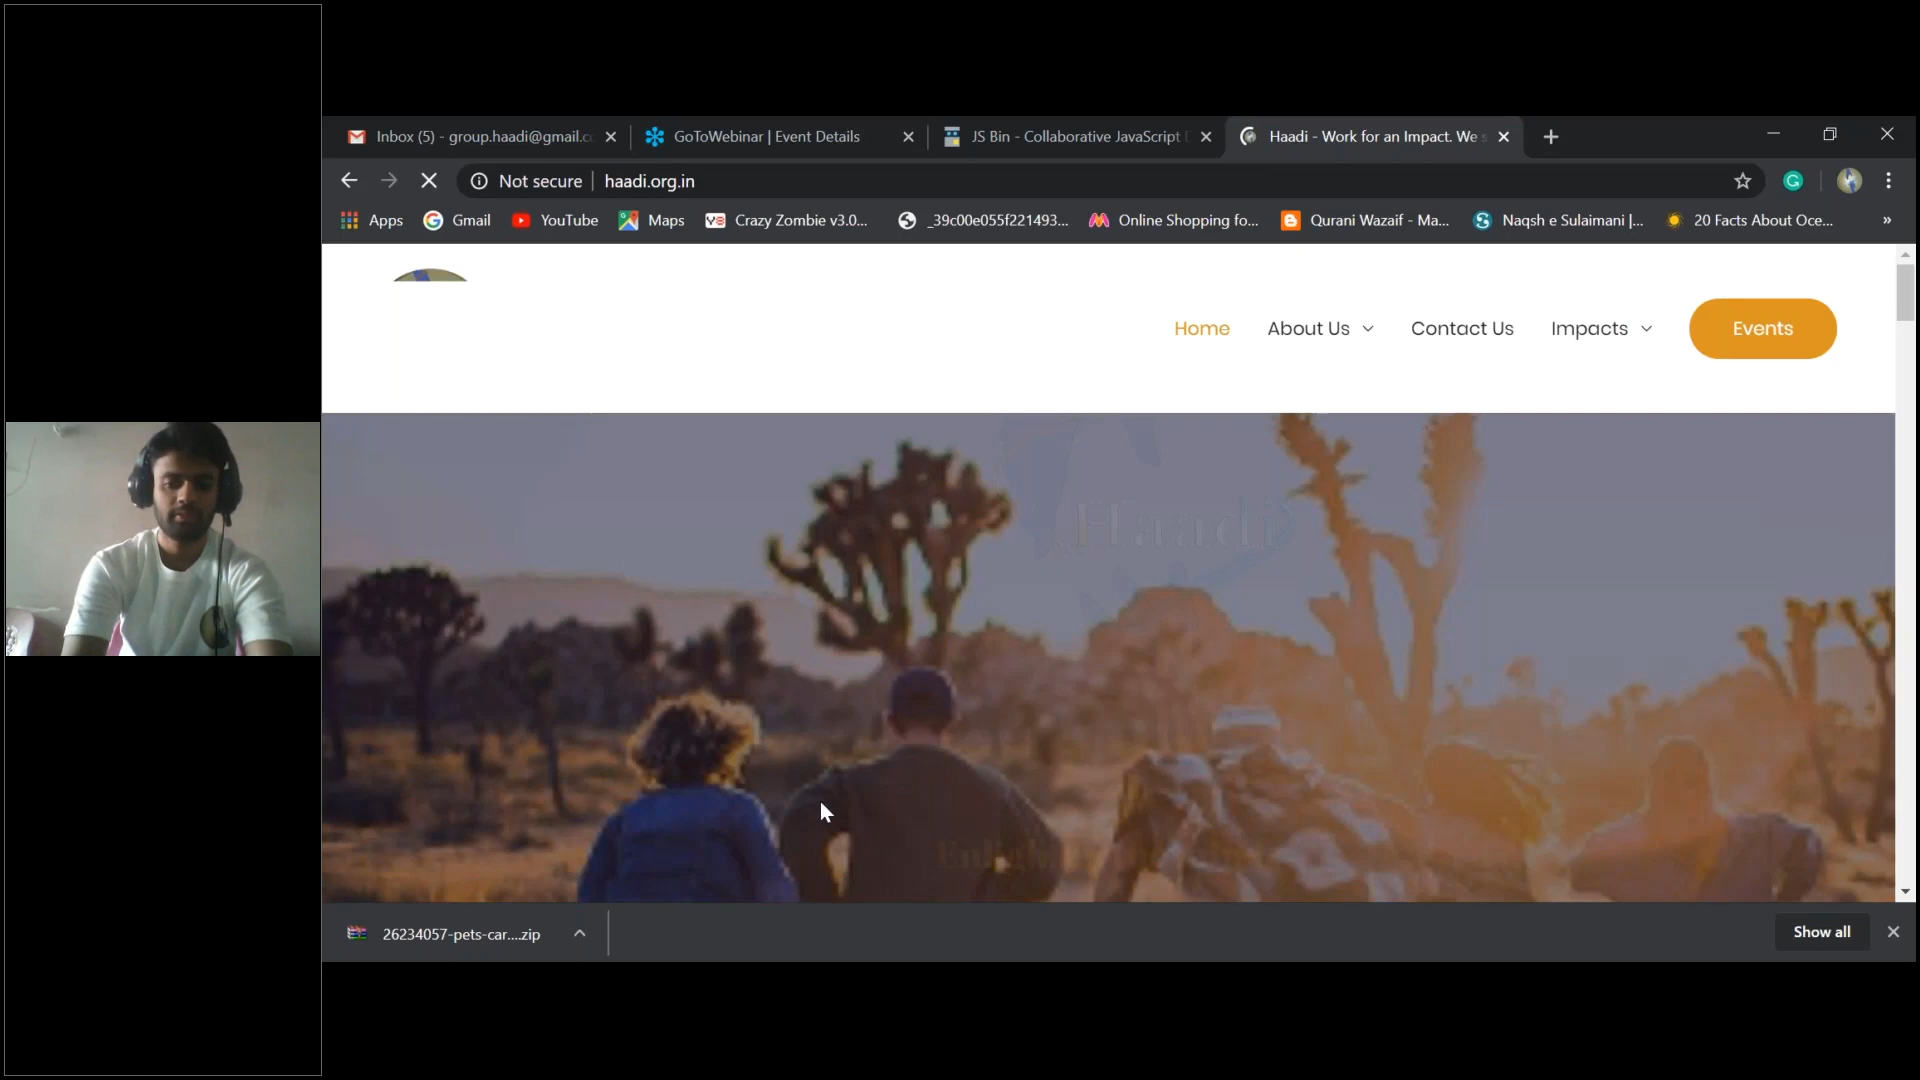 Inbox (5) - group.haadi@gmail.c
GoToWebinar | Event Details
JS Bin - Collaborative JavaScript
Haadi - Work for an Impact. We
Not secure
haadi.org.in
Apps
Gmail
YouTube
Maps
Crazy Zombie v3.0...
_39c00e055f221493...
Online Shopping fo...
Qurani Wazaif - Ma...
Naqsh e Sulaimani |...
20 Facts About Oce...
»
Home
About Us
Contact Us
Impacts
Events
Haadi
26234057-pets-car....zip
Show all